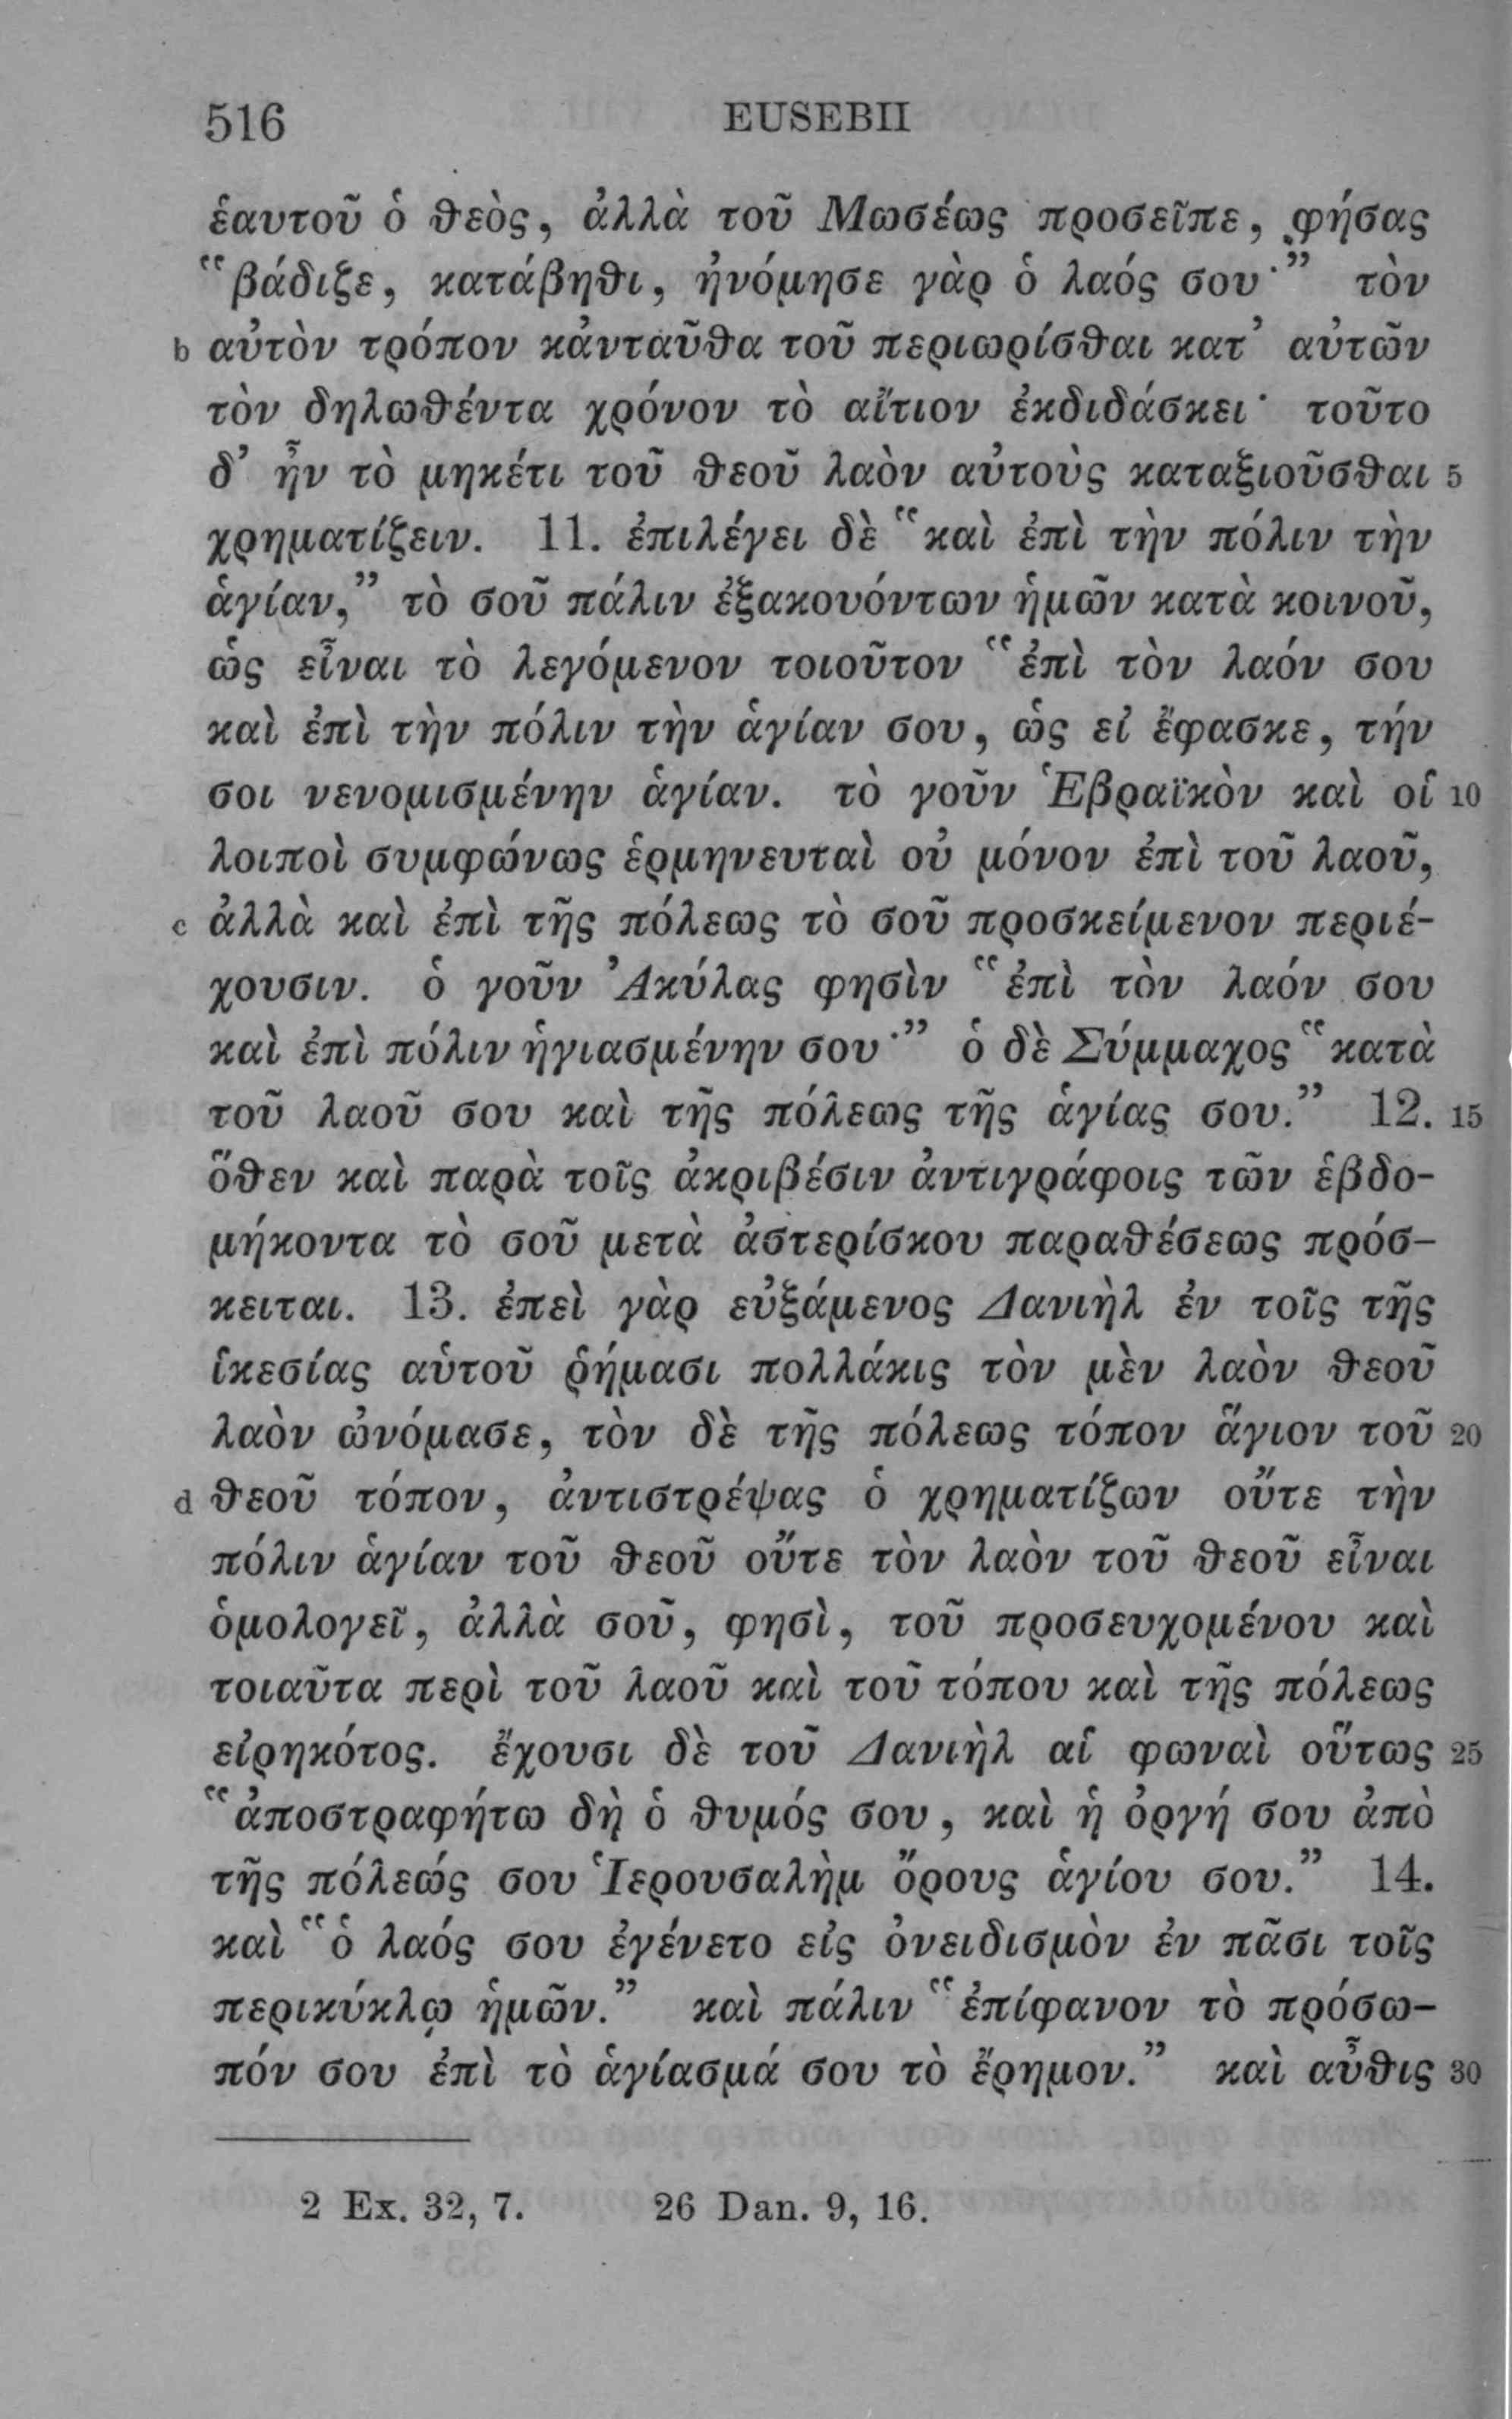 516 EUSEBII
ἑαυτοῦ ὁ θεὸς, ἀλλὰ τοῦ Μωσέως προσεῖπε, φήσας
“βάδιζε, κατάβηθι, ἠνόμησε γὰρ ὁ λαός σου·” τὸν
b αὐτὸν τρόπον κἀνταῦθα τοῦ περιωρίσθαι κατ’ αὐτῶν
τὸν δηλωθέντα χρόνον τὸ αἴτιον ἐκδιδάσκει· τοῦτο
δ’ ἦν τὸ μηκέτι τοῦ θεοῦ λαὸν αὐτοὺς καταξιοῦσθαι 5
χρηματίζειν. 11. ἐπιλέγει δὲ “καὶ ἐπὶ τὴν πόλιν τὴν
ἁγίαν,” τὸ σοῦ πάλιν ἐξακουόντων ἡμῶν κατὰ κοινοῦ,
ὡς εἶναι τὸ λεγόμενον τοιοῦτον “ἐπὶ τὸν λαόν σου
καὶ ἐπὶ τὴν πόλιν τὴν ἁγίαν σου, ὡς εἰ ἔφασκε, τήν
σοι νενομισμένην ἁγίαν. τὸ γοῦν Ἑβραϊκὸν καὶ οἱ 10
λοιποὶ συμφώνως ἑρμηνευταὶ οὐ μόνον ἐπὶ τοῦ λαοῦ,
c ἀλλὰ καὶ ἐπὶ τῆς πόλεως τὸ σοῦ προσκείμενον περιέ-
χουσιν. ὁ γοῦν Ἀκύλας φησὶν “ἐπὶ τὸν λαόν σου
καὶ ἐπὶ πόλιν ἡγιασμένην σου·” ὁ δὲ Σύμμαχος “κατὰ
τοῦ λαοῦ σου καὶ τῆς πόλεως τῆς ἁγίας σου.” 12. 15
ὅθεν καὶ παρὰ τοῖς ἀκριβέσιν ἀντιγράφοις τῶν ἑβδο-
μήκοντα τὸ σοῦ μετὰ ἀστερίσκου παραθέσεως πρόσ-
κειται. 13. ἐπεὶ γὰρ εὐξάμενος Δανιὴλ ἐν τοῖς τῆς
ἱκεσίας αὑτοῦ ῥήμασι πολλάκις τὸν μὲν λαὸν θεοῦ
λαὸν ὠνόμασε, τὸν δὲ τῆς πόλεως τόπον ἅγιον τοῦ 20
d θεοῦ τόπον, ἀντιστρέψας ὁ χρηματίζων οὔτε τὴν
πόλιν ἁγίαν τοῦ θεοῦ οὔτε τὸν λαὸν τοῦ θεοῦ εἶναι
ὁμολογεῖ, ἀλλὰ σοῦ, φησὶ, τοῦ προσευχομένου καὶ
τοιαῦτα περὶ τοῦ λαοῦ καὶ τοῦ τόπου καὶ τῆς πόλεως
εἰρηκότος. ἔχουσι δὲ τοῦ Δανιὴλ αἱ φωναὶ οὕτως 25
“ἀποστραφήτω δὴ ὁ θυμός σου, καὶ ἡ ὀργή σου ἀπὸ
τῆς πόλεώς σου Ἱερουσαλὴμ ὄρους ἁγίου σου.” 14.
καὶ “ὁ λαός σου ἐγένετο εἰς ὀνειδισμὸν ἐν πᾶσι τοῖς
περικύκλῳ ἡμῶν.” καὶ πάλιν “ἐπίφανον τὸ πρόσω-
πόν σου ἐπὶ τὸ ἁγίασμά σου τὸ ἔρημον.” καὶ αὖθις 30
2 Ex. 32, 7. 26 Dan. 9, 16.